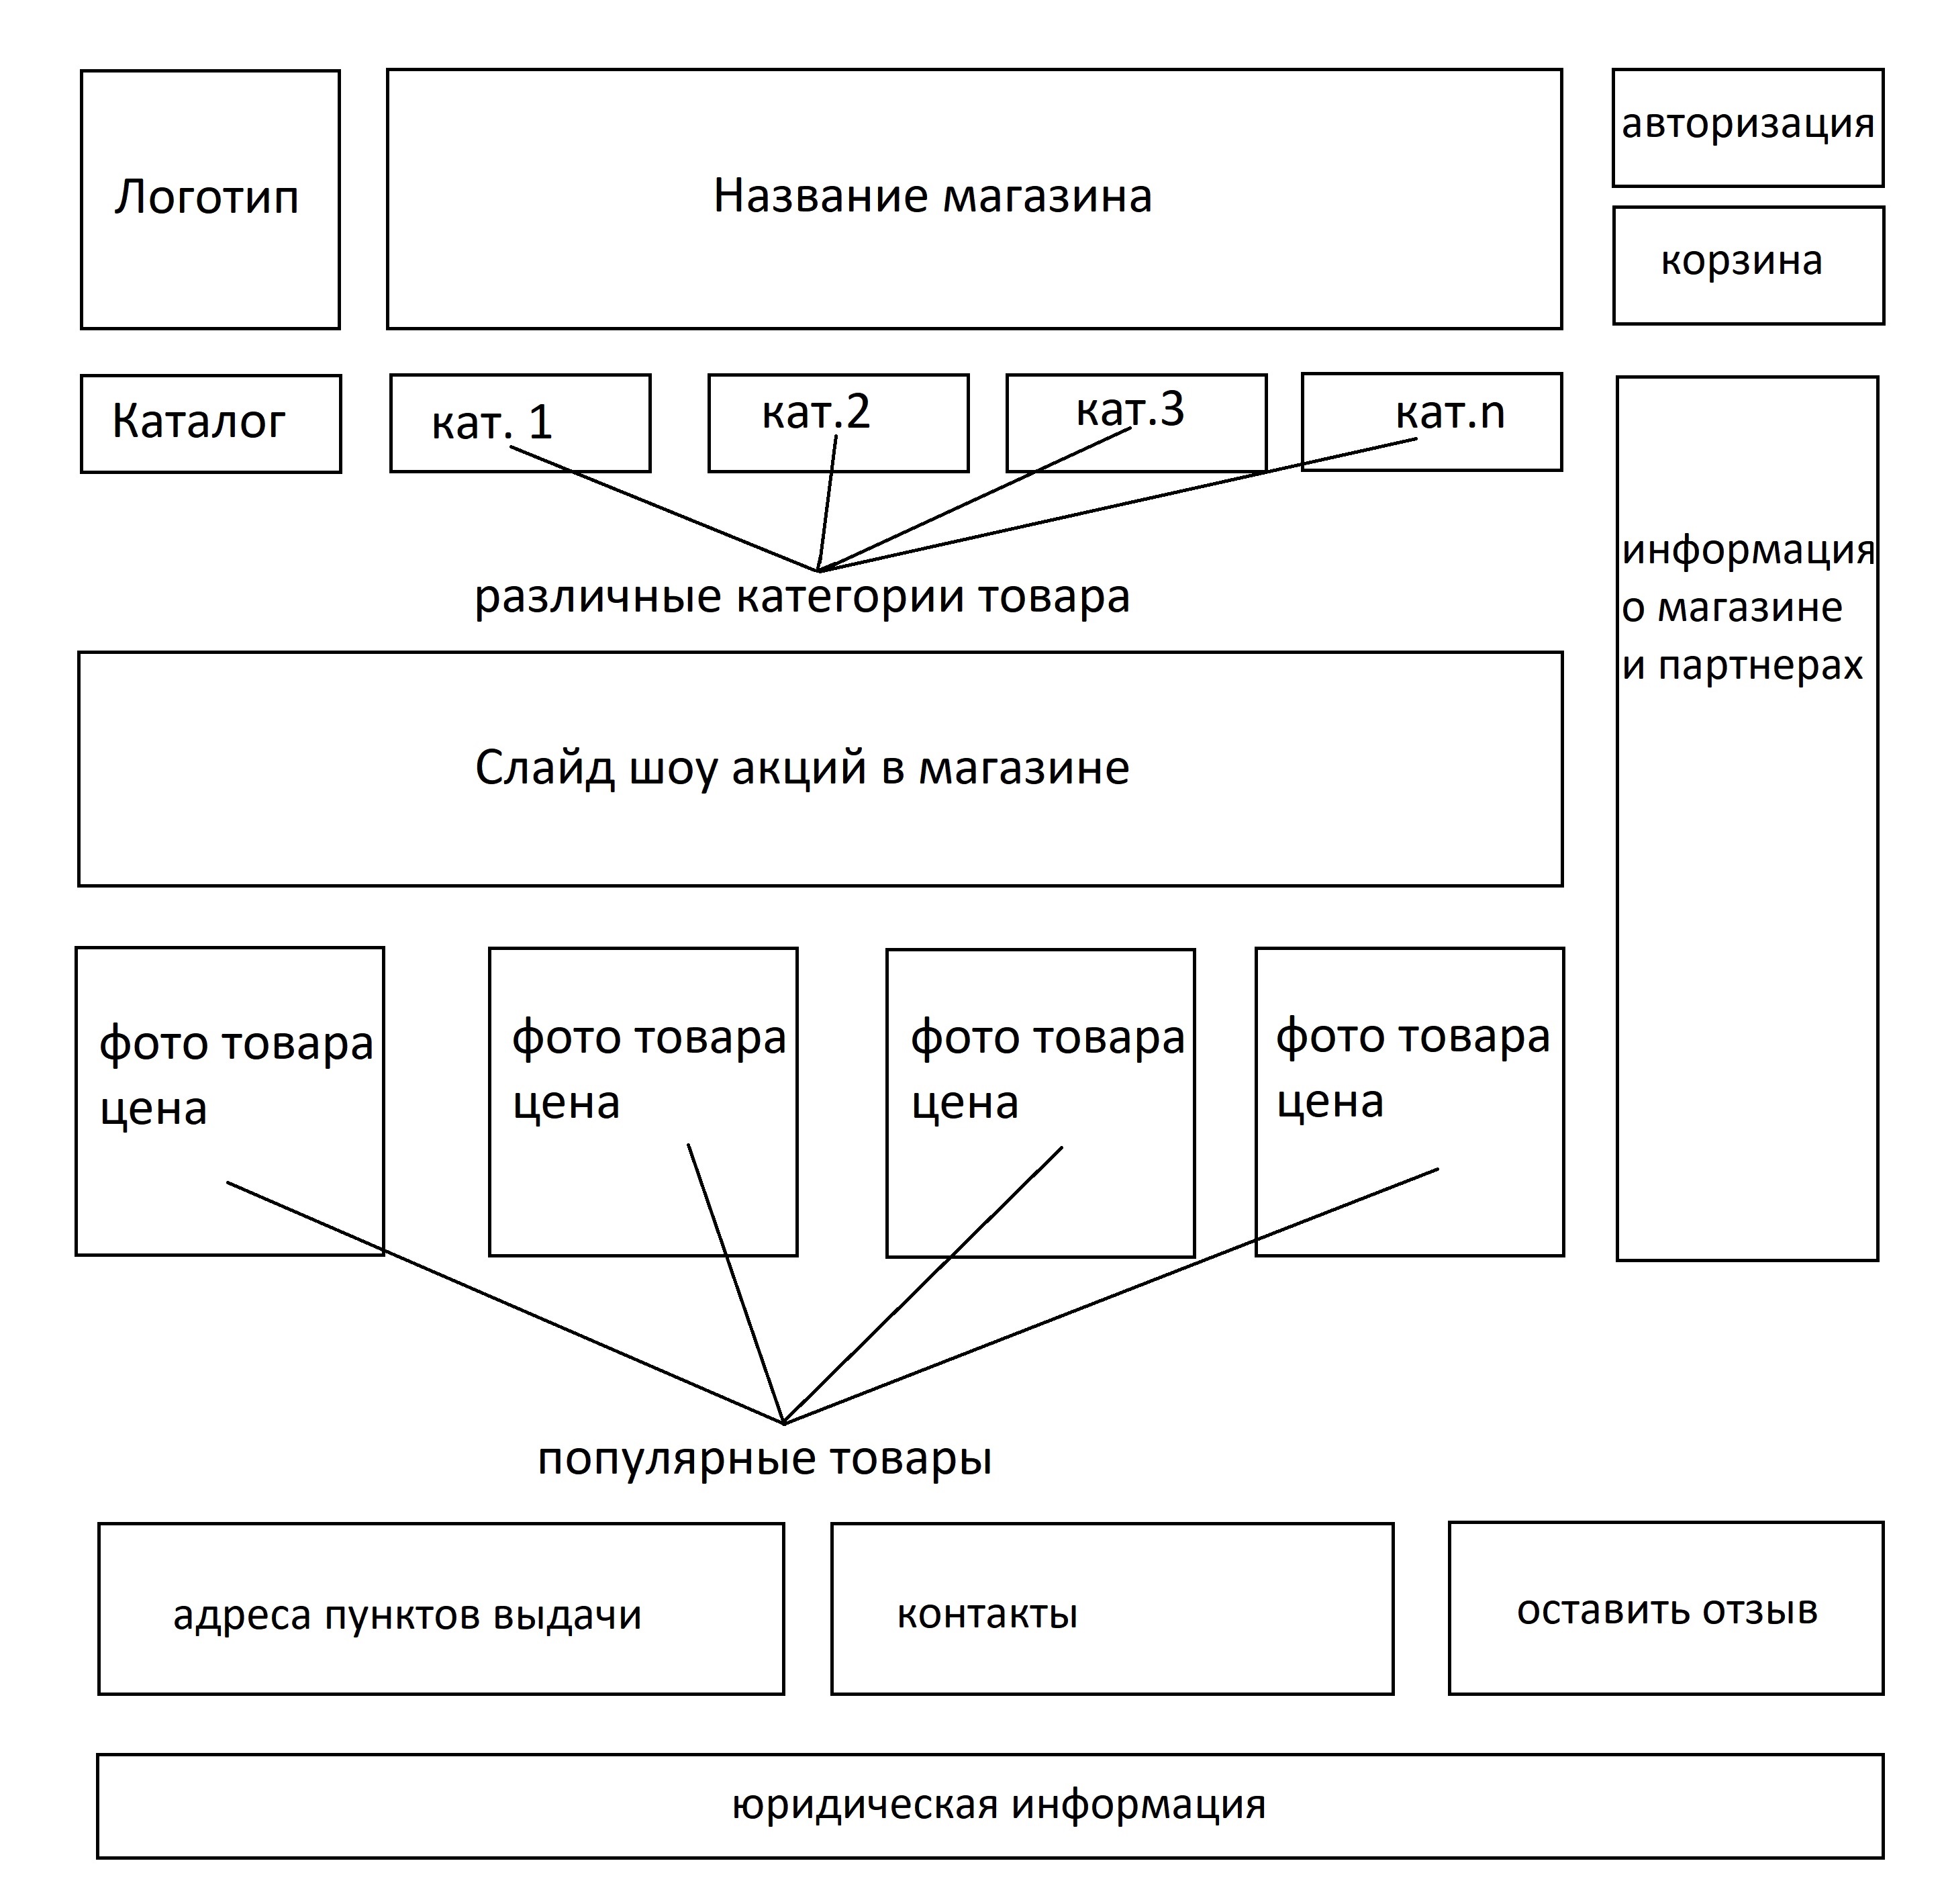 Логотип
Название магазина
авторизация
корзина
Каталог
кат. 1
кат.2
кат.3
кат.n
различные категории товара
информация
о магазине
и партнерах
Слайд шоу акций в магазине
фото товара
цена
фото товара
цена
фото товара
цена
фото товара
цена
популярные товары
адреса пунктов выдачи
контакты
оставить отзыв
юридическая информация